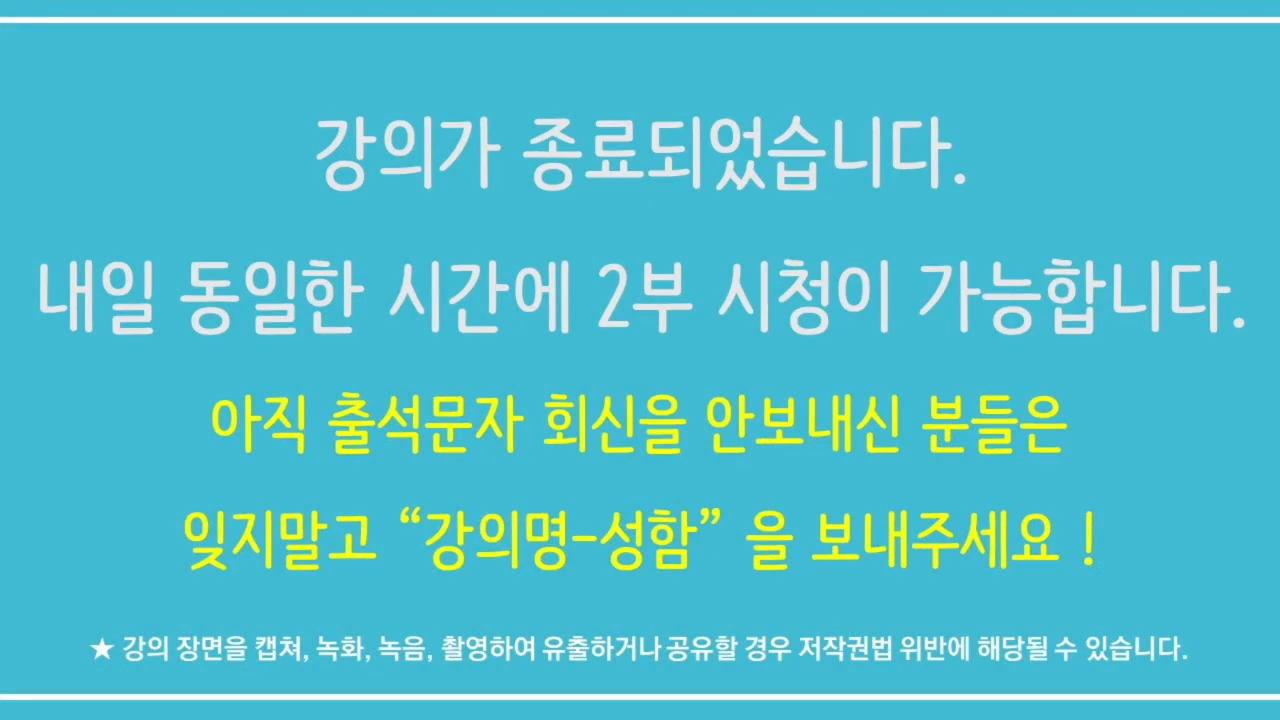 강의가 종료되었습니다.
내일 동일한 시간에 2부 시청이 가능합니다.
아직 출석문자 회신을 안보내신 분들은
잊지말고 “강의명-성함” 을 보내주세요 !
★ 강의 장면을 캡쳐, 녹화, 녹음, 촬영하여 유출하거나 공유할 경우 저작권법 위반에 해당될 수 있습니다.